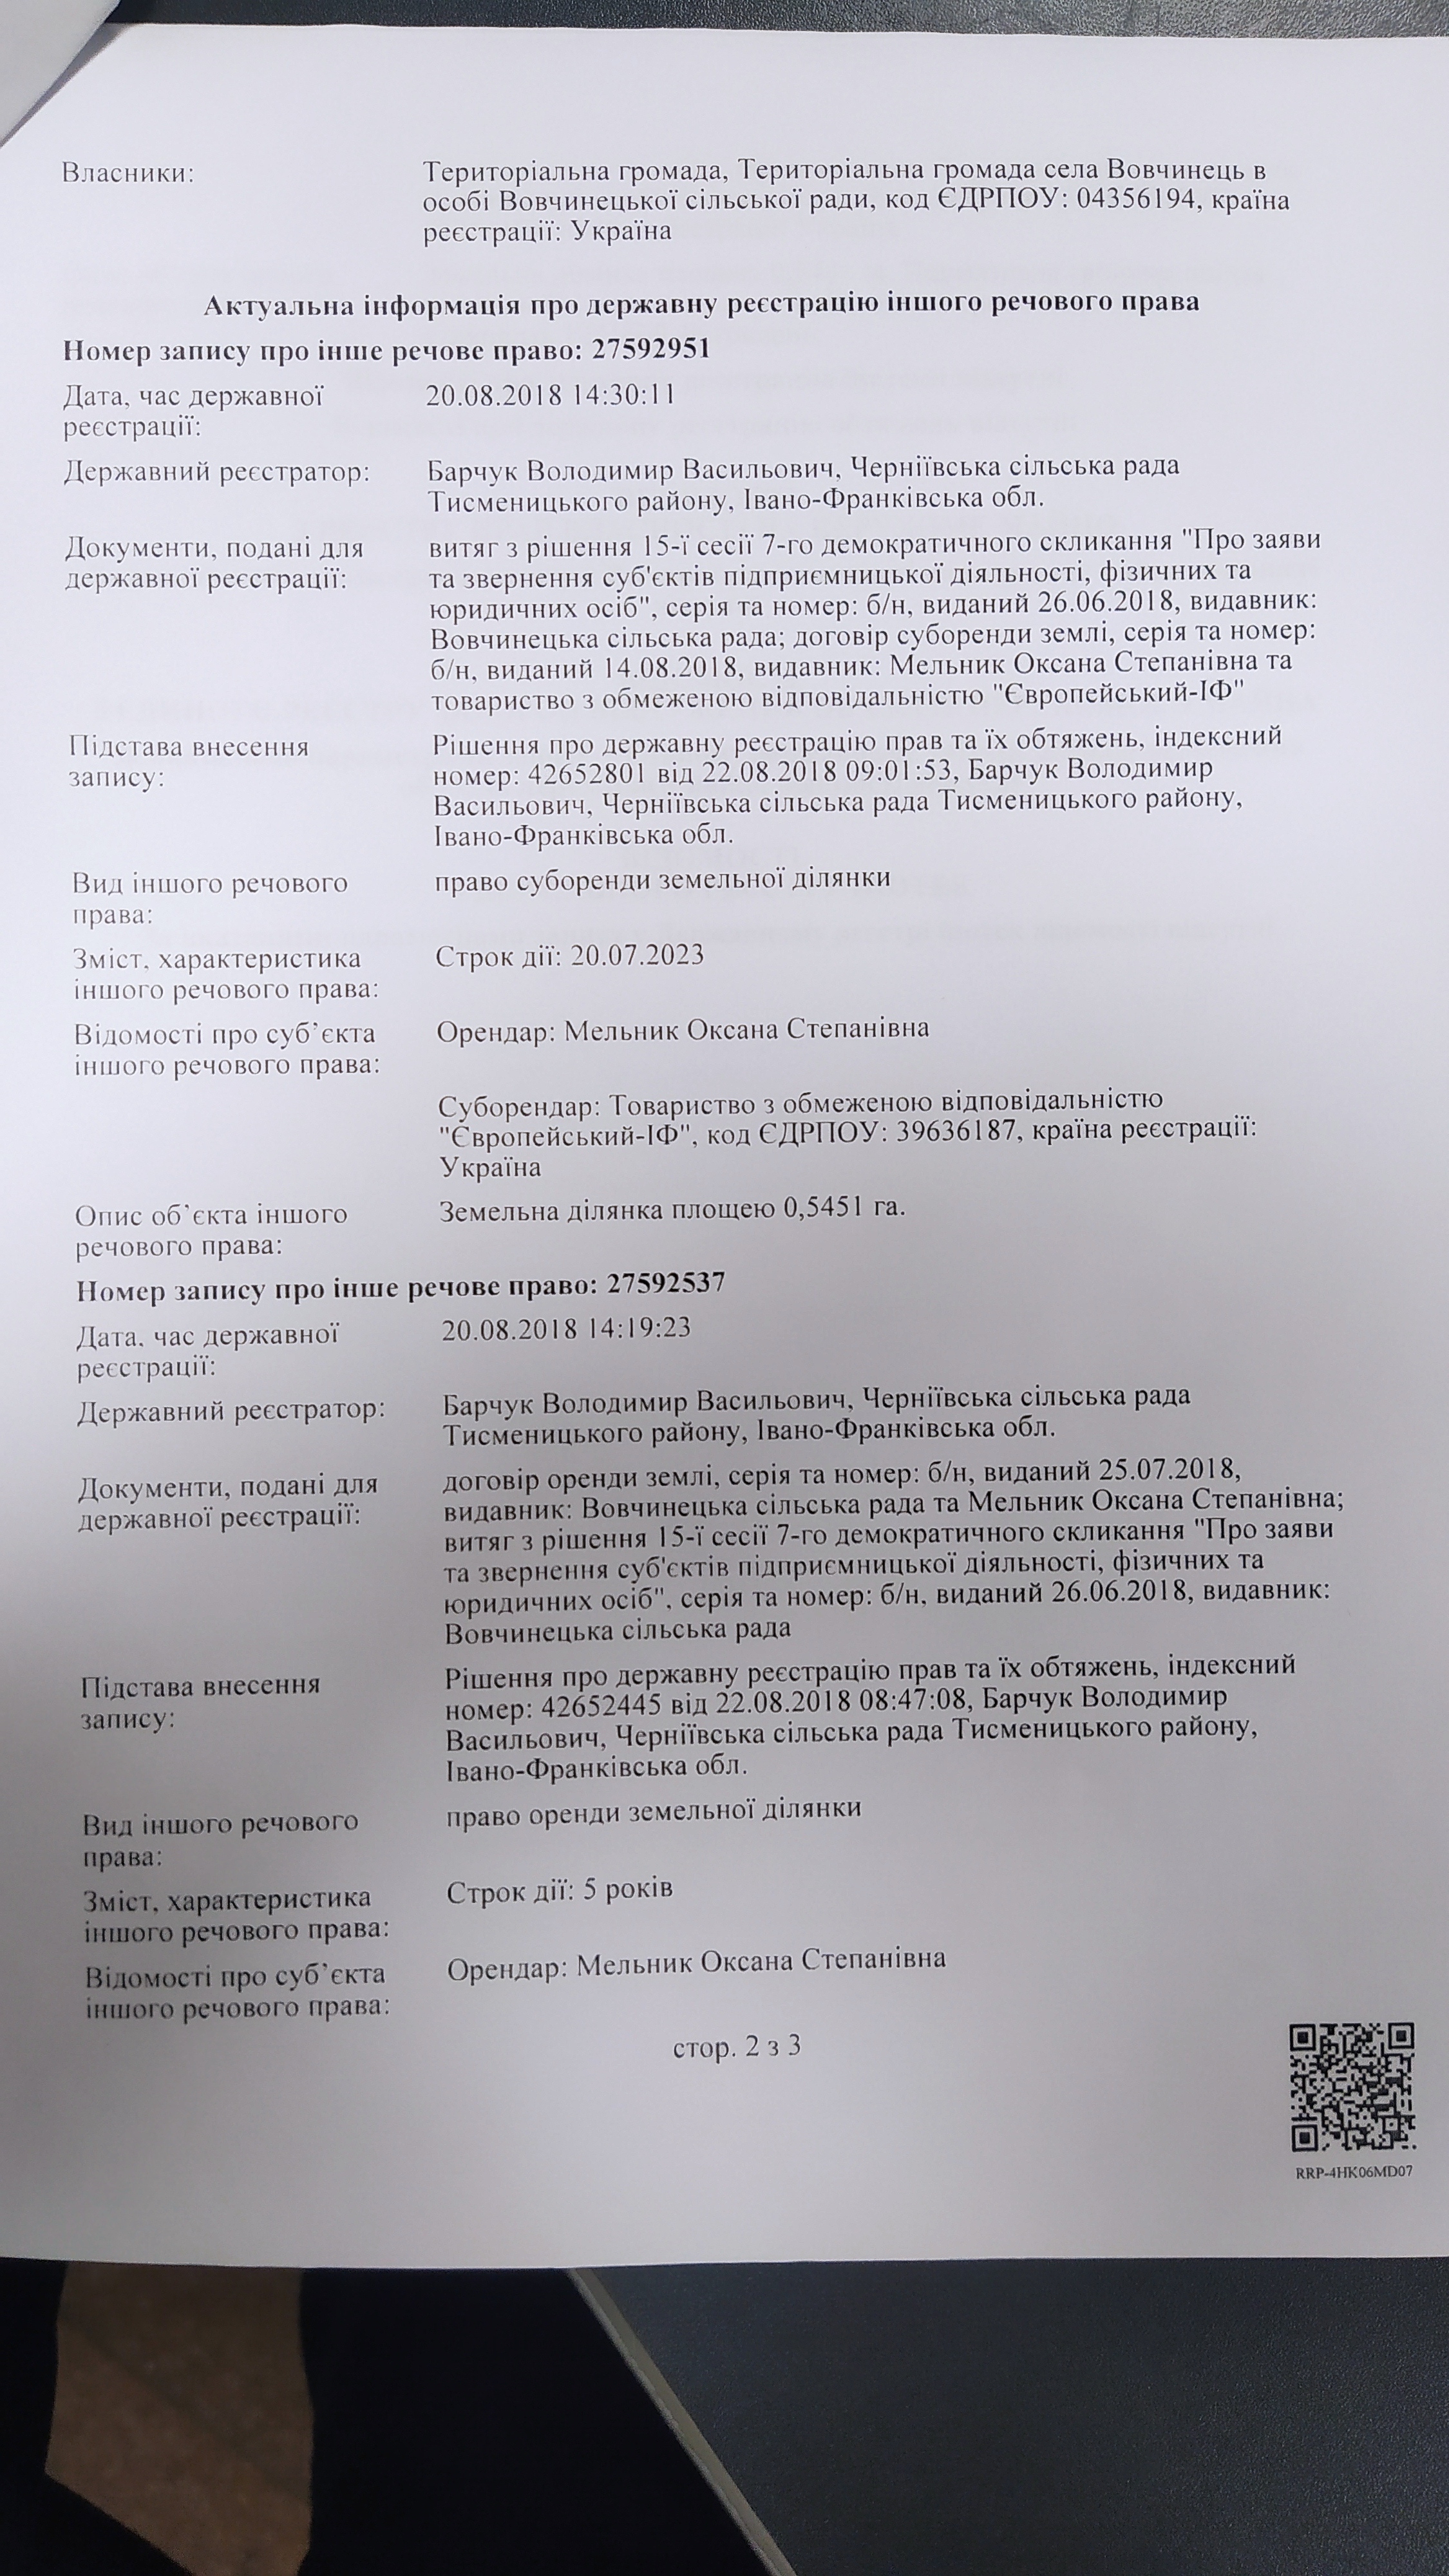 Власники:
Територіальна громада, Територіальна громада села Вовчинець в
особі Вовчинецької сільської ради, код ЄДРПОУ: 04356194, країна
реєстрації: Україна
Актуальна інформація про державну реєстрацію іншого речового права
Номер запису про інше речове право: 27592951
Дата, час державної
реєстрації:
20.08.2018 14:30:11
Державний реєстратор:
Барчук Володимир Васильович, Черніївська сільська рада
Тисменицького району, Івано-Франківська обл.
Документи, подані для
державної реєстрації:
витяг з рішення 15-ї сесії 7-го демократичного скликання "Про заяви
та звернення суб'єктів підприємницької діяльності, фізичних та
юридичних осіб", серія та номер: б/н, виданий 26.06.2018, видавник:
Вовчинецька сільська рада; договір суборенди землі, серія та номер:
б/н, виданий 14.08.2018, видавник: Мельник Оксана Степанівна та
товариство з обмеженою відповідальністю "Європейський-ІФ"
Підстава внесення
запису:
Рішення про державну реєстрацію прав та їх обтяжень, індексний
номер: 42652801 від 22.08.2018 09:01:53, Барчук Володимир
Васильович, Черніївська сільська рада Тисменицького району,
Івано-Франківська обл.
Вид іншого речового
права:
право суборенди земельної ділянки
Зміст, характеристика
іншого речового права:
Строк дії: 20.07.2023
Відомості про суб’єкта
іншого речового права:
Орендар: Мельник Оксана Степанівна
Суборендар: Товариство з обмеженою відповідальністю
"Європейський-ІФ", код ЄДРПОУ: 39636187, країна реєстрації:
Україна
Опис об’єкта іншого
речового права:
Земельна ділянка площею 0,5451 га.
Номер запису про інше речове право: 27592537
Дата, час державної
реєстрації:
20.08.2018 14:19:23
Державний реєстратор:
Барчук Володимир Васильович, Черніївська сільська рада
Тисменицького району, Івано-Франківська обл.
Документи, подані для
державної реєстрації:
договір оренди землі, серія та номер: б/н, виданий 25.07.2018,
видавник: Вовчинецька сільська рада та Мельник Оксана Степанівна;
витяг з рішення 15-ї сесії 7-го демократичного скликання "Про заяви
та звернення суб'єктів підприємницької діяльності, фізичних та
юридичних осіб", серія та номер: б/н, виданий 26.06.2018, видавник:
Вовчинецька сільська рада
Підстава внесення
запису:
Рішення про державну реєстрацію прав та їх обтяжень, індексний
номер: 42652445 від 22.08.2018 08:47:08, Барчук Володимир
Васильович, Черніївська сільська рада Тисменицького району,
Івано-Франківська обл.
Вид іншого речового
права:
право оренди земельної ділянки
Зміст, характеристика
іншого речового права:
Строк дії: 5 років
Відомості про суб’єкта
іншого речового права:
Орендар: Мельник Оксана Степанівна
стор. 2 з 3
RRP-4HK06MD07